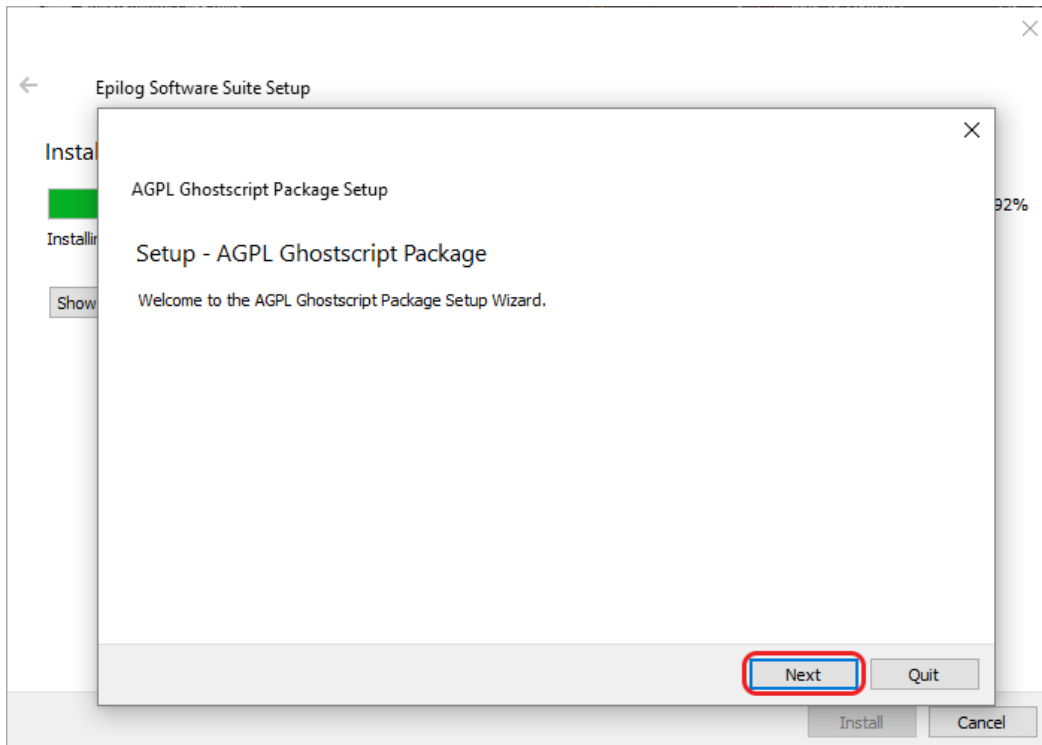 Epilog Software Suite Setup
Instal
92%
Installin
Show
AGPL Ghostscript Package Setup
Setup - AGPL Ghostscript Package
Welcome to the AGPL Ghostscript Package Setup Wizard.
Next Quit
Install Cancel